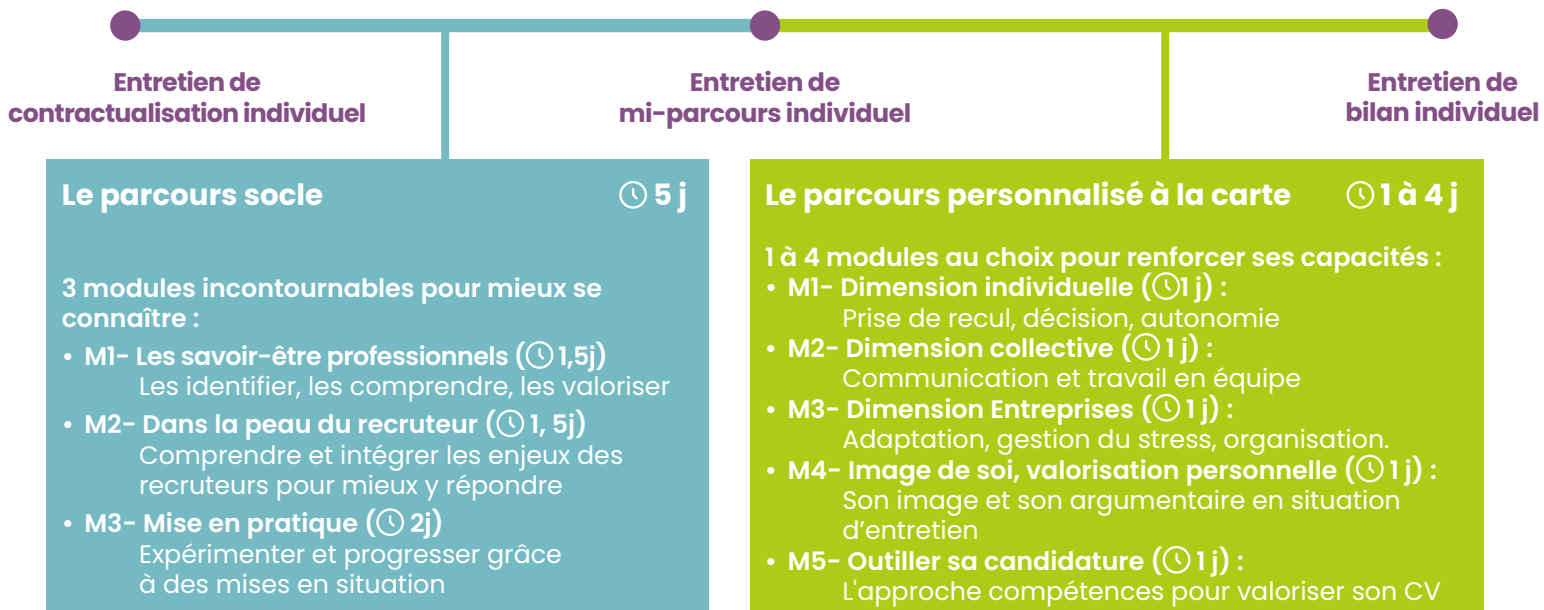 Entretien de
contractualisation individuel
Entretien de
mi-parcours individuel
Entretien de
bilan individuel
Le parcours socle 5 j
3 modules incontournables pour mieux se
connaître :
• M1- Les savoir-être professionnels (1,5j)
Les identifier, les comprendre, les valoriser
• M2- Dans la peau du recruteur (1, 5j)
Comprendre et intégrer les enjeux des
recruteurs pour mieux y répondre
• M3- Mise en pratique (2j)
Expérimenter et progresser grâce
à des mises en situation
Le parcours personnalisé à la carte 1 à 4 j
1 à 4 modules au choix pour renforcer ses capacités :
• M1- Dimension individuelle (1 j) :
Prise de recul, décision, autonomie
• M2- Dimension collective (1 j) :
Communication et travail en équipe
• M3- Dimension Entreprises (1 j) :
Adaptation, gestion du stress, organisation.
• M4- Image de soi, valorisation personnelle (1 j) :
Son image et son argumentaire en situation
d’entretien
• M5- Outiller sa candidature (1 j) :
L'approche compétences pour valoriser son CV